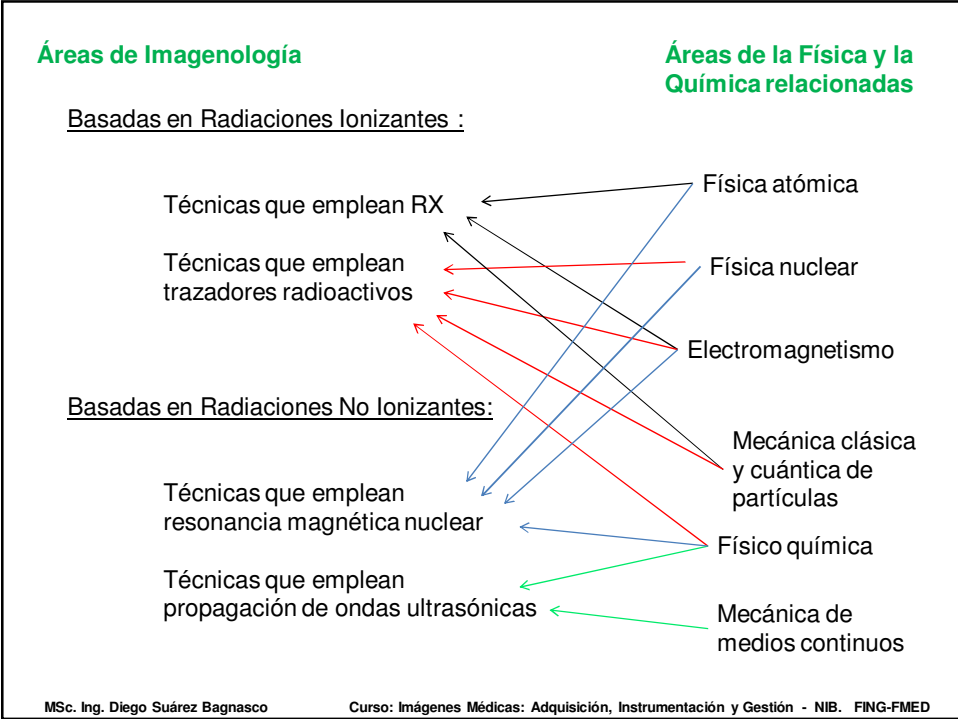 Áreas de Imagenología
Áreas de la Física y la
Química relacionadas
Basadas en Radiaciones Ionizantes :
Técnicas que emplean RX
Técnicas que emplean
trazadores radioactivos
Basadas en Radiaciones No Ionizantes:
Técnicas que emplean
resonancia magnética nuclear
Técnicas que emplean
propagación de ondas ultrasónicas
Física atómica
Física nuclear
Electromagnetismo
Mecánica clásica
y cuántica de
partículas
Físico química
Mecánica de
medios continuos
MSc. Ing. Diego Suárez Bagnasco
Curso: Imágenes Médicas: Adquisición, Instrumentación y Gestión - NIB. FING-FMED